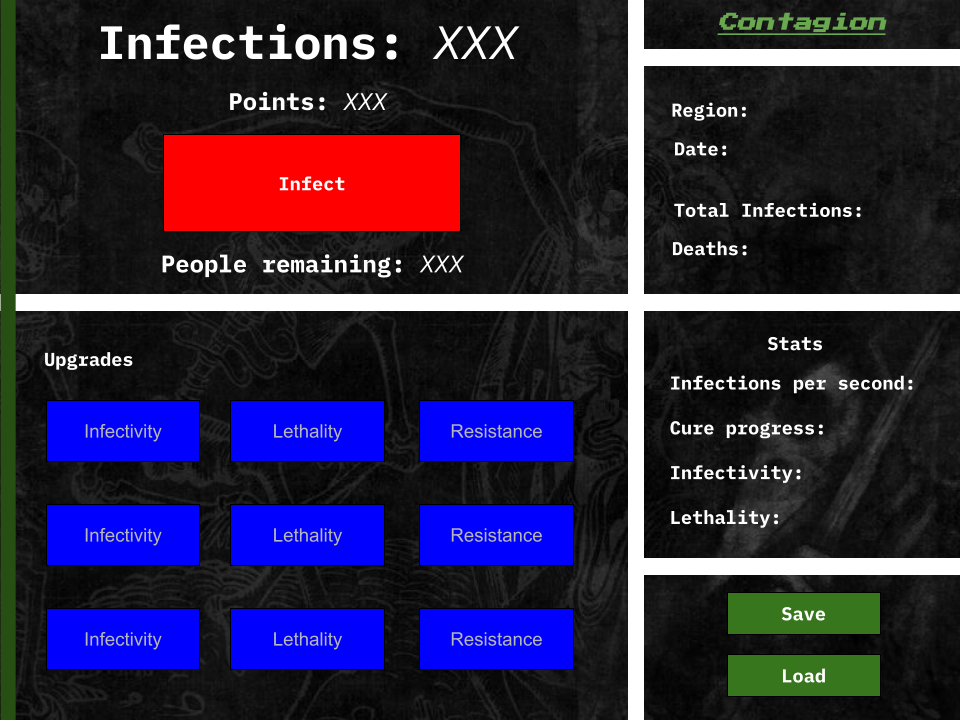 Infections: XXX
Points: XXX
Infect
People remaining: XXX
Contagion
Region:
Date:
Total Infections:
Deaths:
Upgrades
Infectivity Lethality Resistance
Infectivity Lethality Resistance
Infectivity Lethality Resistance
Stats
Infections per second:
Cure progress:
Infectivity:
Lethality:
Save
Load